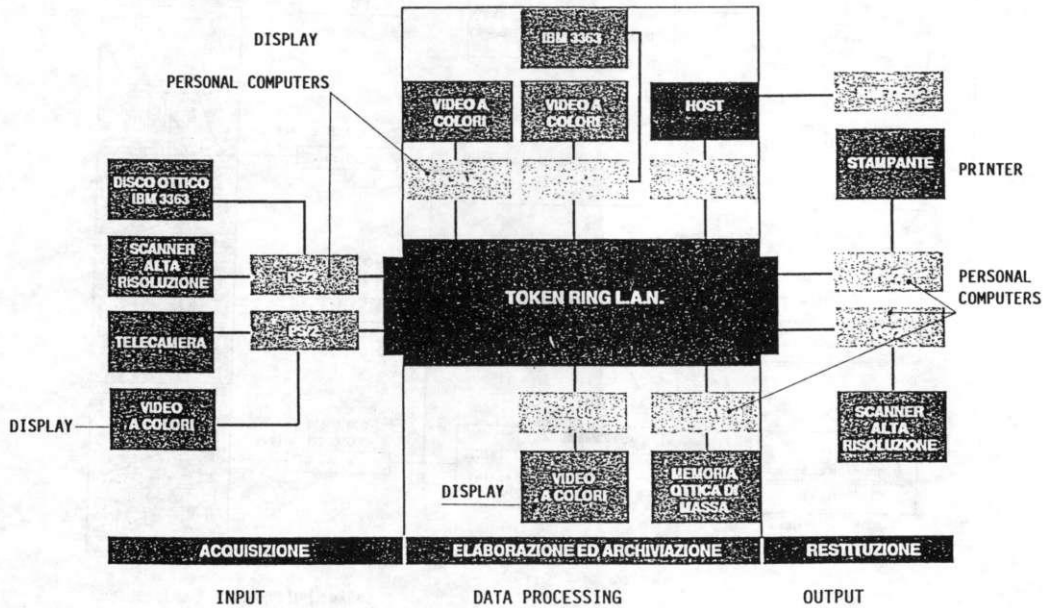 DISPLAY
PERSONAL COMPUTERS
IBM 3363
VIDEO A
COLORI
VIDEO A
COLORI
HOST
STAMPANTE
PRINTER
DISCO OTTICO
IBM 3363
SCANNER
ALTA
RISOLUZIONE
PS/2
TELECAMERA
PS/2
TOKEN RING L.A.N.
PERSONAL
COMPUTERS
DISPLAY
VIDEO
A COLORI
DISPLAY
VIDEO
A COLORI
MEMORIA
OTTICA DI
MASSA
SCANNER
ALTA
RISOLUZIONE
ACQUISIZIONE
ELABORAZIONE ED ARCHIVIAZIONE
RESTITUZIONE
INPUT
DATA PROCESSING
OUTPUT